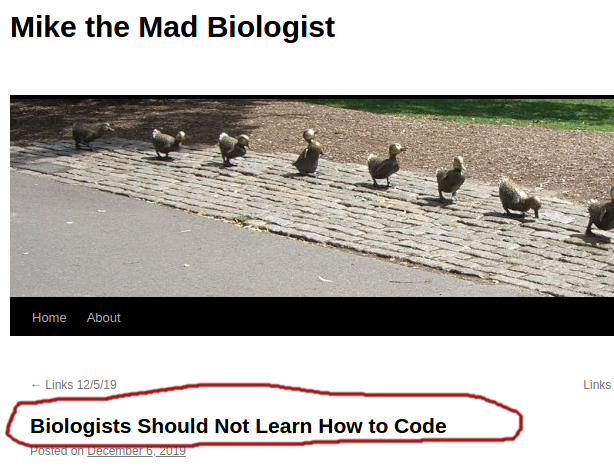 Mike the Mad Biologist
Home About
← Links 12/5/19 Links
Biologists Should Not Learn How to Code
Posted on December 6, 2019